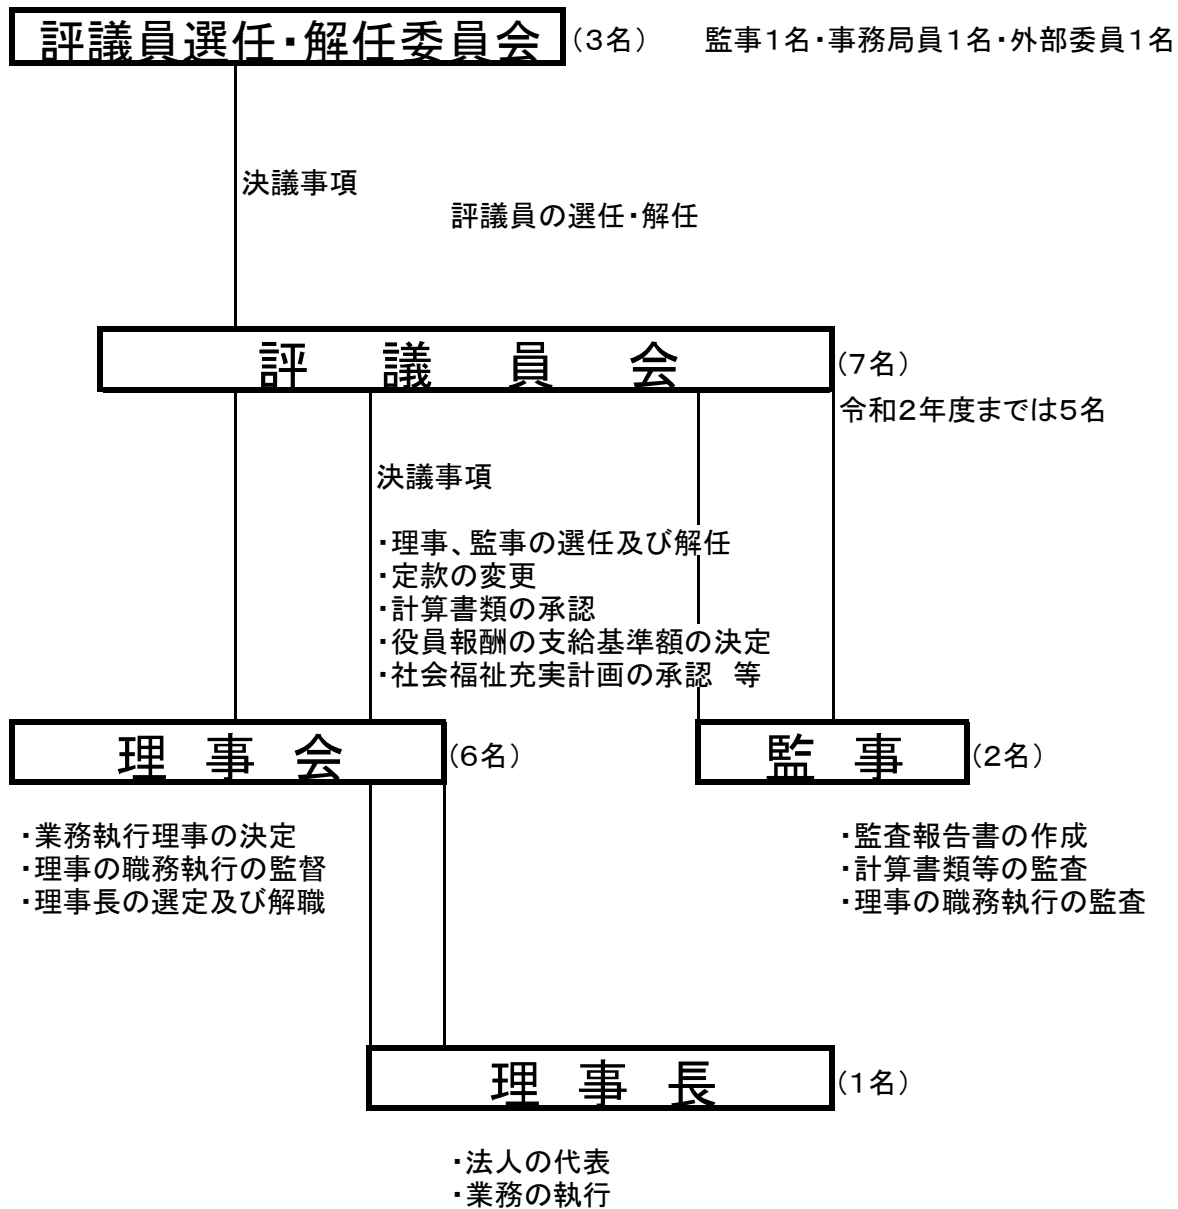 評議員選任・解任委員会 （3名） 監事1名・事務局員1名・外部委員1名
決議事項
評議員の選任・解任
評議員会 （7名）
令和2年度までは5名
決議事項
・理事、監事の選任及び解任
・定款の変更
・計算書類の承認
・役員報酬の支給基準額の決定
・社会福祉充実計画の承認　等
理事会 （6名） 監事 （2名）
・業務執行理事の決定
・理事の職務執行の監督
・理事長の選定及び解職
・監査報告書の作成
・計算書類等の監査
・理事の職務執行の監査
理事長 （1名）
・法人の代表
・業務の執行